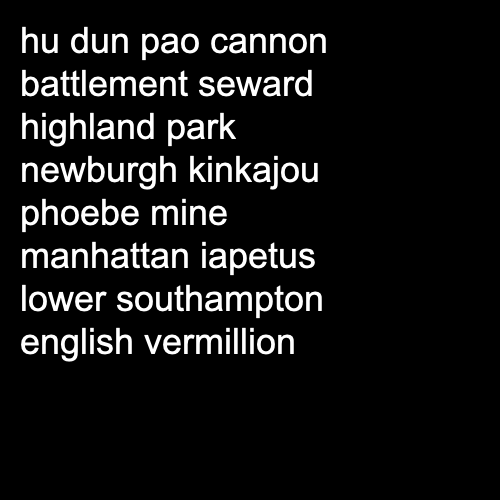 hu dun pao cannon
battlement seward
highland park
newburgh kinkajou
phoebe mine
manhattan iapetus
lower southampton
english vermillion